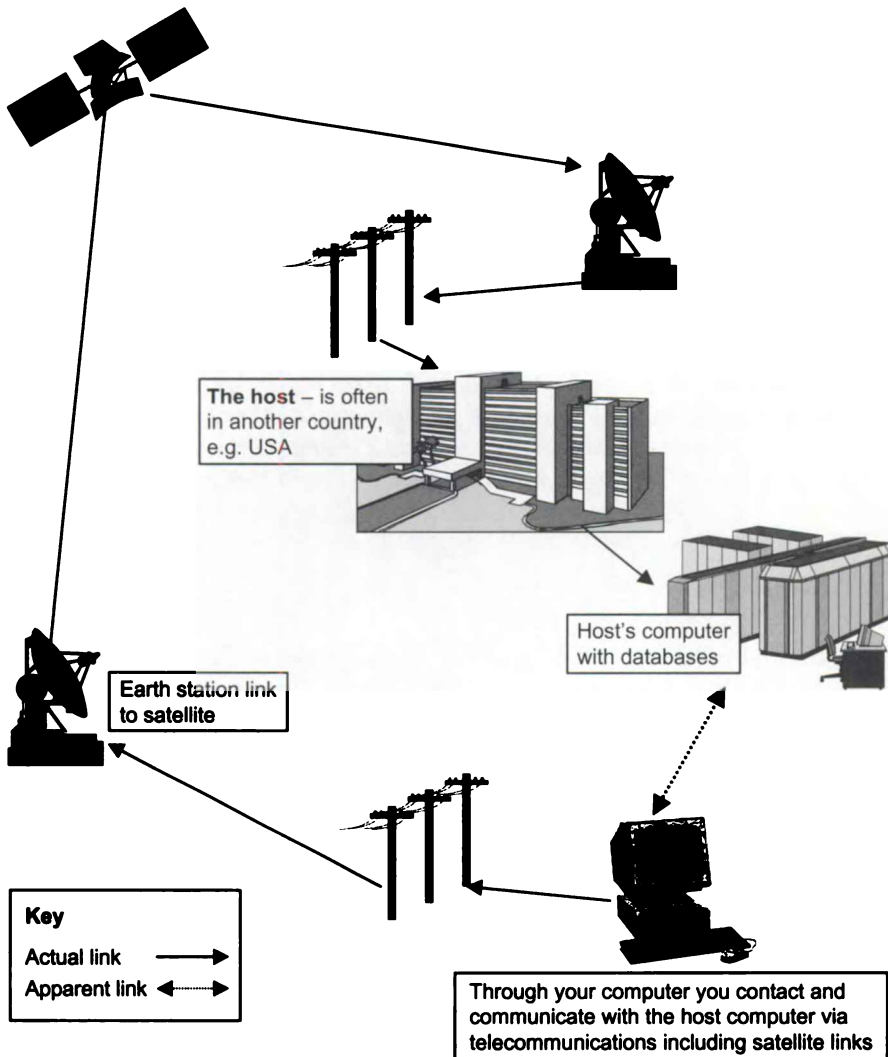 The host – is often
in another country,
e.g. USA
Host's computer
with databases
Earth station link
to satellite
Key
Actual link
Apparent link
Through your computer you contact and
communicate with the host computer via
telecommunications including satellite links